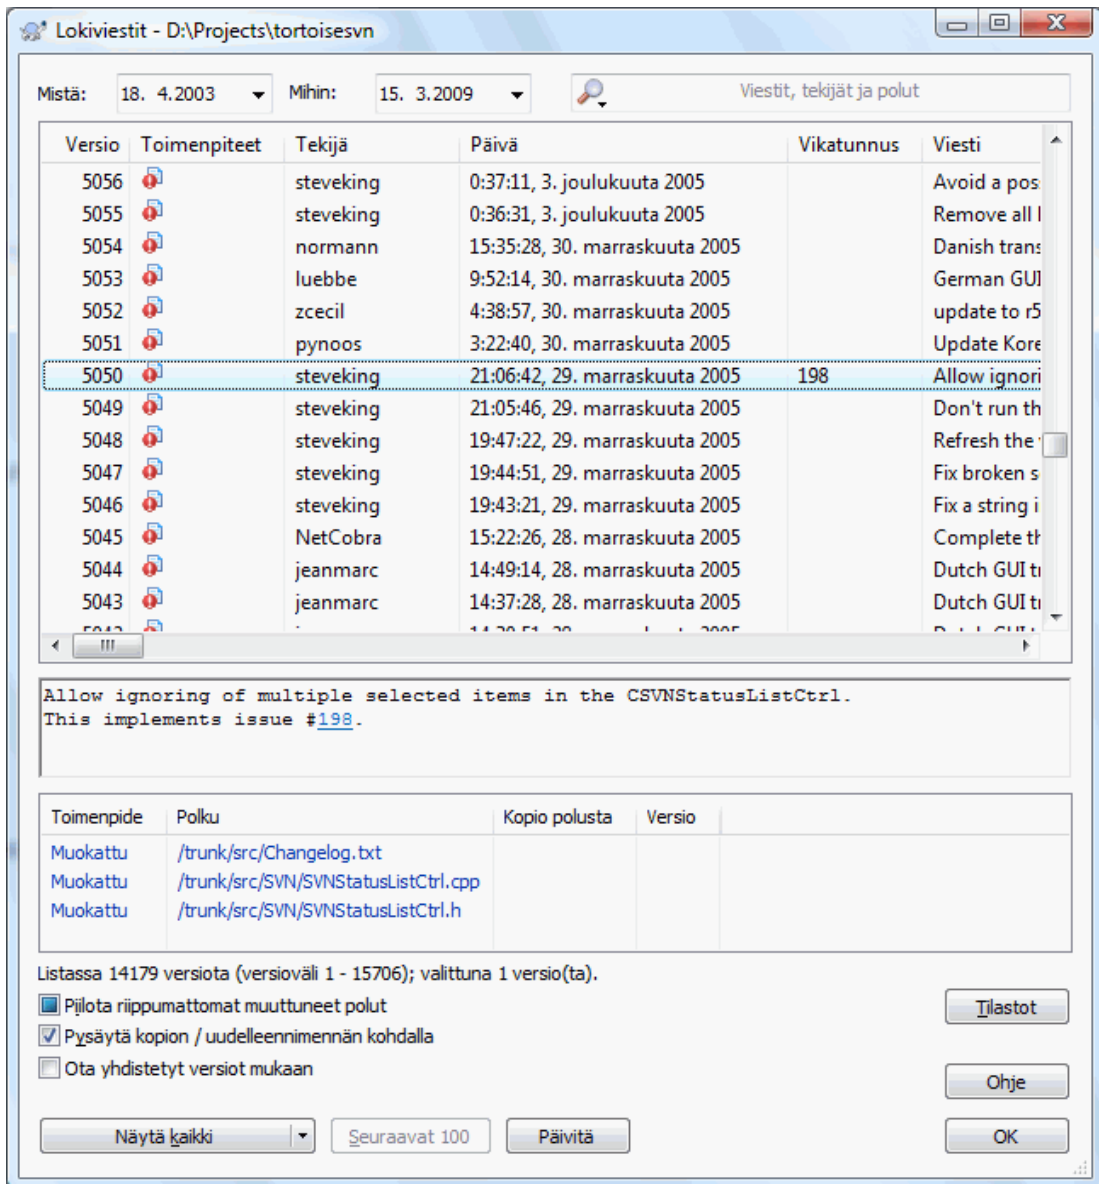 Lokiviestit - D:\Projects\tortoisesvn
Mistä: 18. 4.2003 Mihin: 15. 3.2009 Viestit, tekijät ja polut
Versio Toimenpiteet Tekijä Päivä Vikatunnus Viesti
5056 steveking 0:37:11, 3. joulukuuta 2005 Avoid a pos
5055 steveking 0:36:31, 3. joulukuuta 2005 Remove all
5054 normann 15:35:28, 30. marraskuuta 2005 Danish trans
5053 luebbe 9:52:14, 30. marraskuuta 2005 German GUI
5052 zcecil 4:38:57, 30. marraskuuta 2005 update to r5
5051 pynoos 3:22:40, 30. marraskuuta 2005 Update Kore
5050 steveking 21:06:42, 29. marraskuuta 2005 198 Allow ignori
5049 steveking 21:05:46, 29. marraskuuta 2005 Don't run th
5048 steveking 19:47:22, 29. marraskuuta 2005 Refresh the
5047 steveking 19:44:51, 29. marraskuuta 2005 Fix broken s
5046 steveking 19:43:21, 29. marraskuuta 2005 Fix a string i
5045 NetCobra 15:22:26, 28. marraskuuta 2005 Complete th
5044 jeanmarc 14:49:14, 28. marraskuuta 2005 Dutch GUI t
5043 jeanmarc 14:37:28, 28. marraskuuta 2005 Dutch GUI t
Allow ignoring of multiple selected items in the CSVNStatusListCtrl.
This implements issue #198.
Toimenpide Polku Kopio polusta Versio
Muokattu /trunk/src/Changelog.txt
Muokattu /trunk/src/SVN/SVNStatusListCtrl.cpp
Muokattu /trunk/src/SVN/SVNStatusListCtrl.h
Listassa 14179 versiota (versioväli 1 - 15706); valittuna 1 versio(ta).
Piilota riippumattomat muuttuneet polut
Tilastot
Pysäytä kopion / uudelleennimennän kohdalla
Ota yhdistetyt versiot mukaan
Ohje
Näytä kaikki Seuraavat 100 Päivitä OK